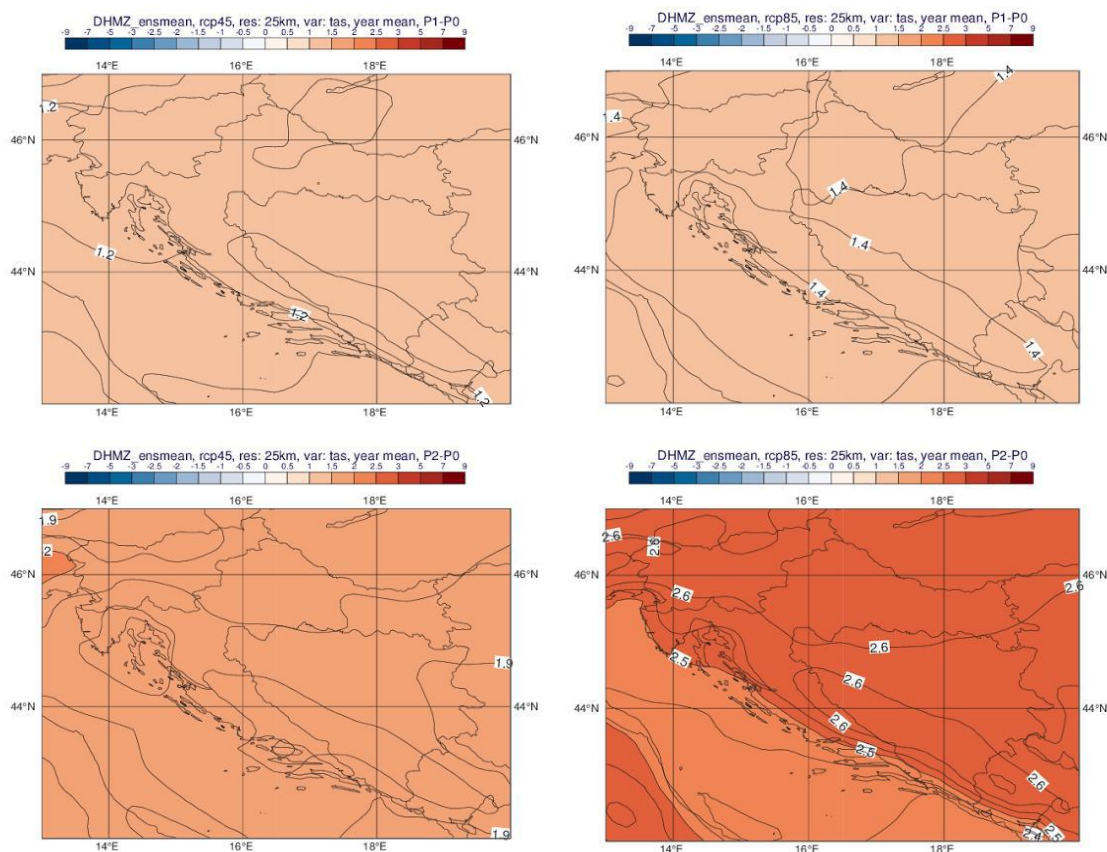 DHMZ_ensmean, rcp45, res: 25km, var: tas, year mean, P1-P0
-9 -7 -5 -3 -2.5 -2 -1.5 -1 -0.5 0 0.5 1 1.5 2 2.5 3 5 7 9
14°E 16°E 18°E
1.2
46°N
1.2
44°N
1.2
1.2
14°E 16°E 18°E
DHMZ_ensmean, rcp85, res: 25km, var: tas, year mean, P1-P0
-9 -7 -5 -3 -2.5 -2 -1.5 -1 -0.5 0 0.5 1 1.5 2 2.5 3 5 7 9
14°E 16°E 18°E
1.4
1.4
46°N 46°N
1.4
1.4
44°N 44°N
1.4
1.4
14°E 16°E 18°E
DHMZ_ensmean, rcp45, res: 25km, var: tas, year mean, P2-P0
-9 -7 -5 -3 -2.5 -2 -1.5 -1 -0.5 0 0.5 1 1.5 2 2.5 3 5 7 9
14°E 16°E 18°E
1.9
2
46°N 46°N
1.9
44°N 44°N
1.9
14°E 16°E 18°E
DHMZ_ensmean, rcp85, res: 25km, var: tas, year mean, P2-P0
-9 -7 -5 -3 -2.5 -2 -1.5 -1 -0.5 0 0.5 1 1.5 2 2.5 3 5 7 9
14°E 16°E 18°E
2.6
2.6
46°N
2.6 2.6
2.6
2.5
2.6
44°N
2.6
2.5
2.6
2.5
2.4
14°E 16°E 18°E